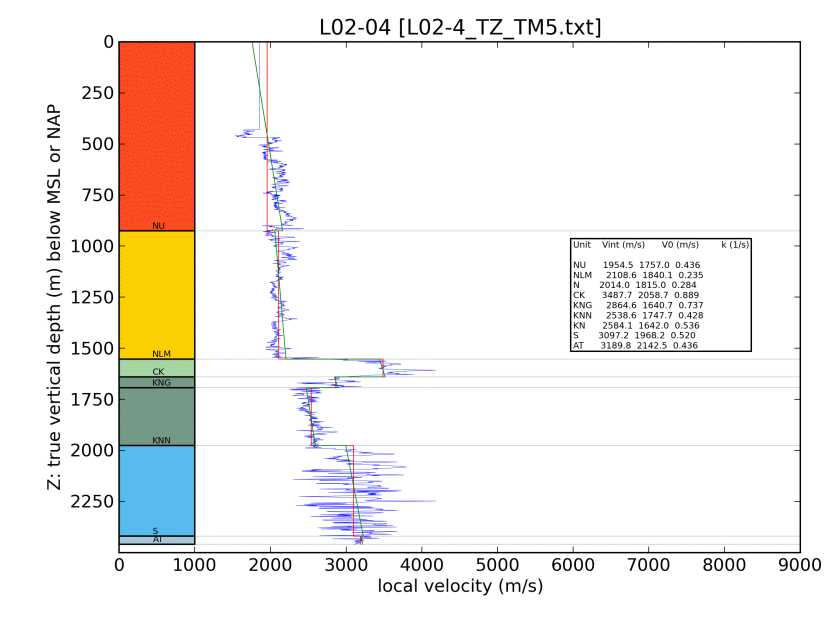 L02-04 [L02-4_TZ_TM5.txt]
0
250
500
750
1000
1250
1500
1750
2000
2250
Z: true vertical depth (m) below MSL or NAP
NU
NLM
CK
KNG
KNN
S
AT
Unit Vint (m/s) V0 (m/s) k (1/s)
NU 1954.5 1757.0 0.436
NLM 2108.6 1840.1 0.235
N 2014.0 1815.0 0.284
CK 3487.7 2058.7 0.889
KNG 2864.6 1640.7 0.737
KNN 2538.6 1747.7 0.428
KN 2584.1 1642.0 0.536
S 3097.2 1968.2 0.520
AT 3189.8 2142.5 0.436
0 1000 2000 3000 4000 5000 6000 7000 8000 9000
local velocity (m/s)